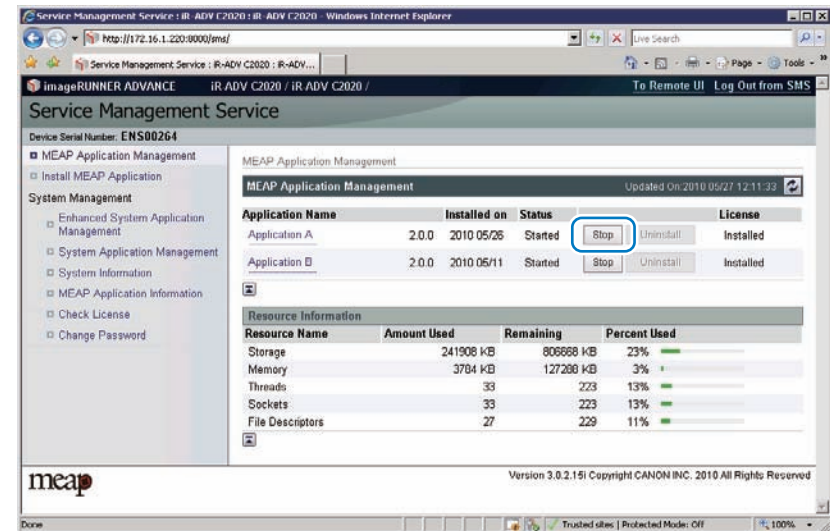 Service Management Service : iR-ADV C2020 : iR-ADV C2020 - Windows Internet Explorer
http://172.16.1.220:8000/sms/
Live Search
Service Management Service : iR-ADV C2020 : iR-ADV...
Page Tools
imageRUNNER ADVANCE iR ADV C2020 / iR ADV C2020 / To Remote UI Log Out from SMS
Service Management Service
Device Serial Number: ENS00264
MEAP Application Management
Install MEAP Application
System Management
Enhanced System Application
Management
System Application Management
System Information
MEAP Application Information
Check License
Change Password
MEAP Application Management
MEAP Application Management Updated On:2010 05/27 12:11:33
Application Name Installed on Status License
Application A 2.0.0 2010 05/26 Started Stop Uninstall Installed
Application B 2.0.0 2010 05/11 Started Stop Uninstall Installed
Resource Information
Resource Name Amount Used Remaining Percent Used
Storage 241908 KB 806668 KB 23%
Memory 3784 KB 127288 KB 3%
Threads 33 223 13%
Sockets 33 223 13%
File Descriptors 27 229 11%
meap
Version 3.0.2.15i Copyright CANON INC. 2010 All Rights Reserved
Done Trusted sites | Protected Mode: Off 100%